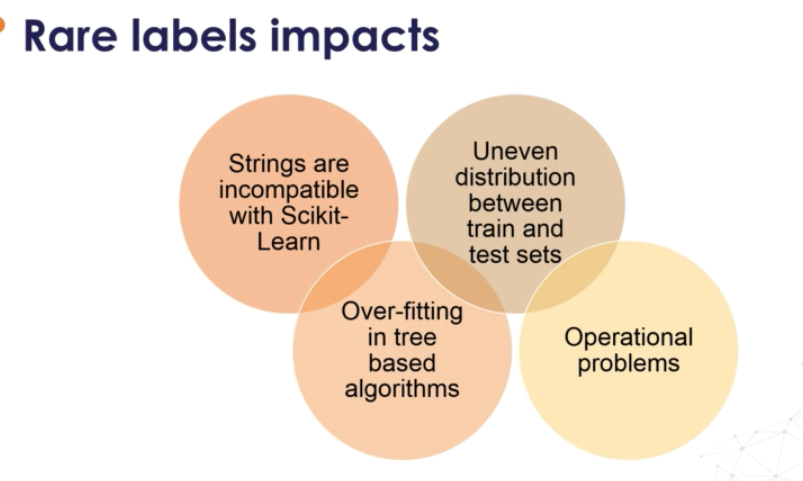 Rare labels impacts
Strings are
incompatible
with Scikit-
Learn
Uneven
distribution
between
train and
test sets
Over-fitting
in tree
based
algorithms
Operational
problems